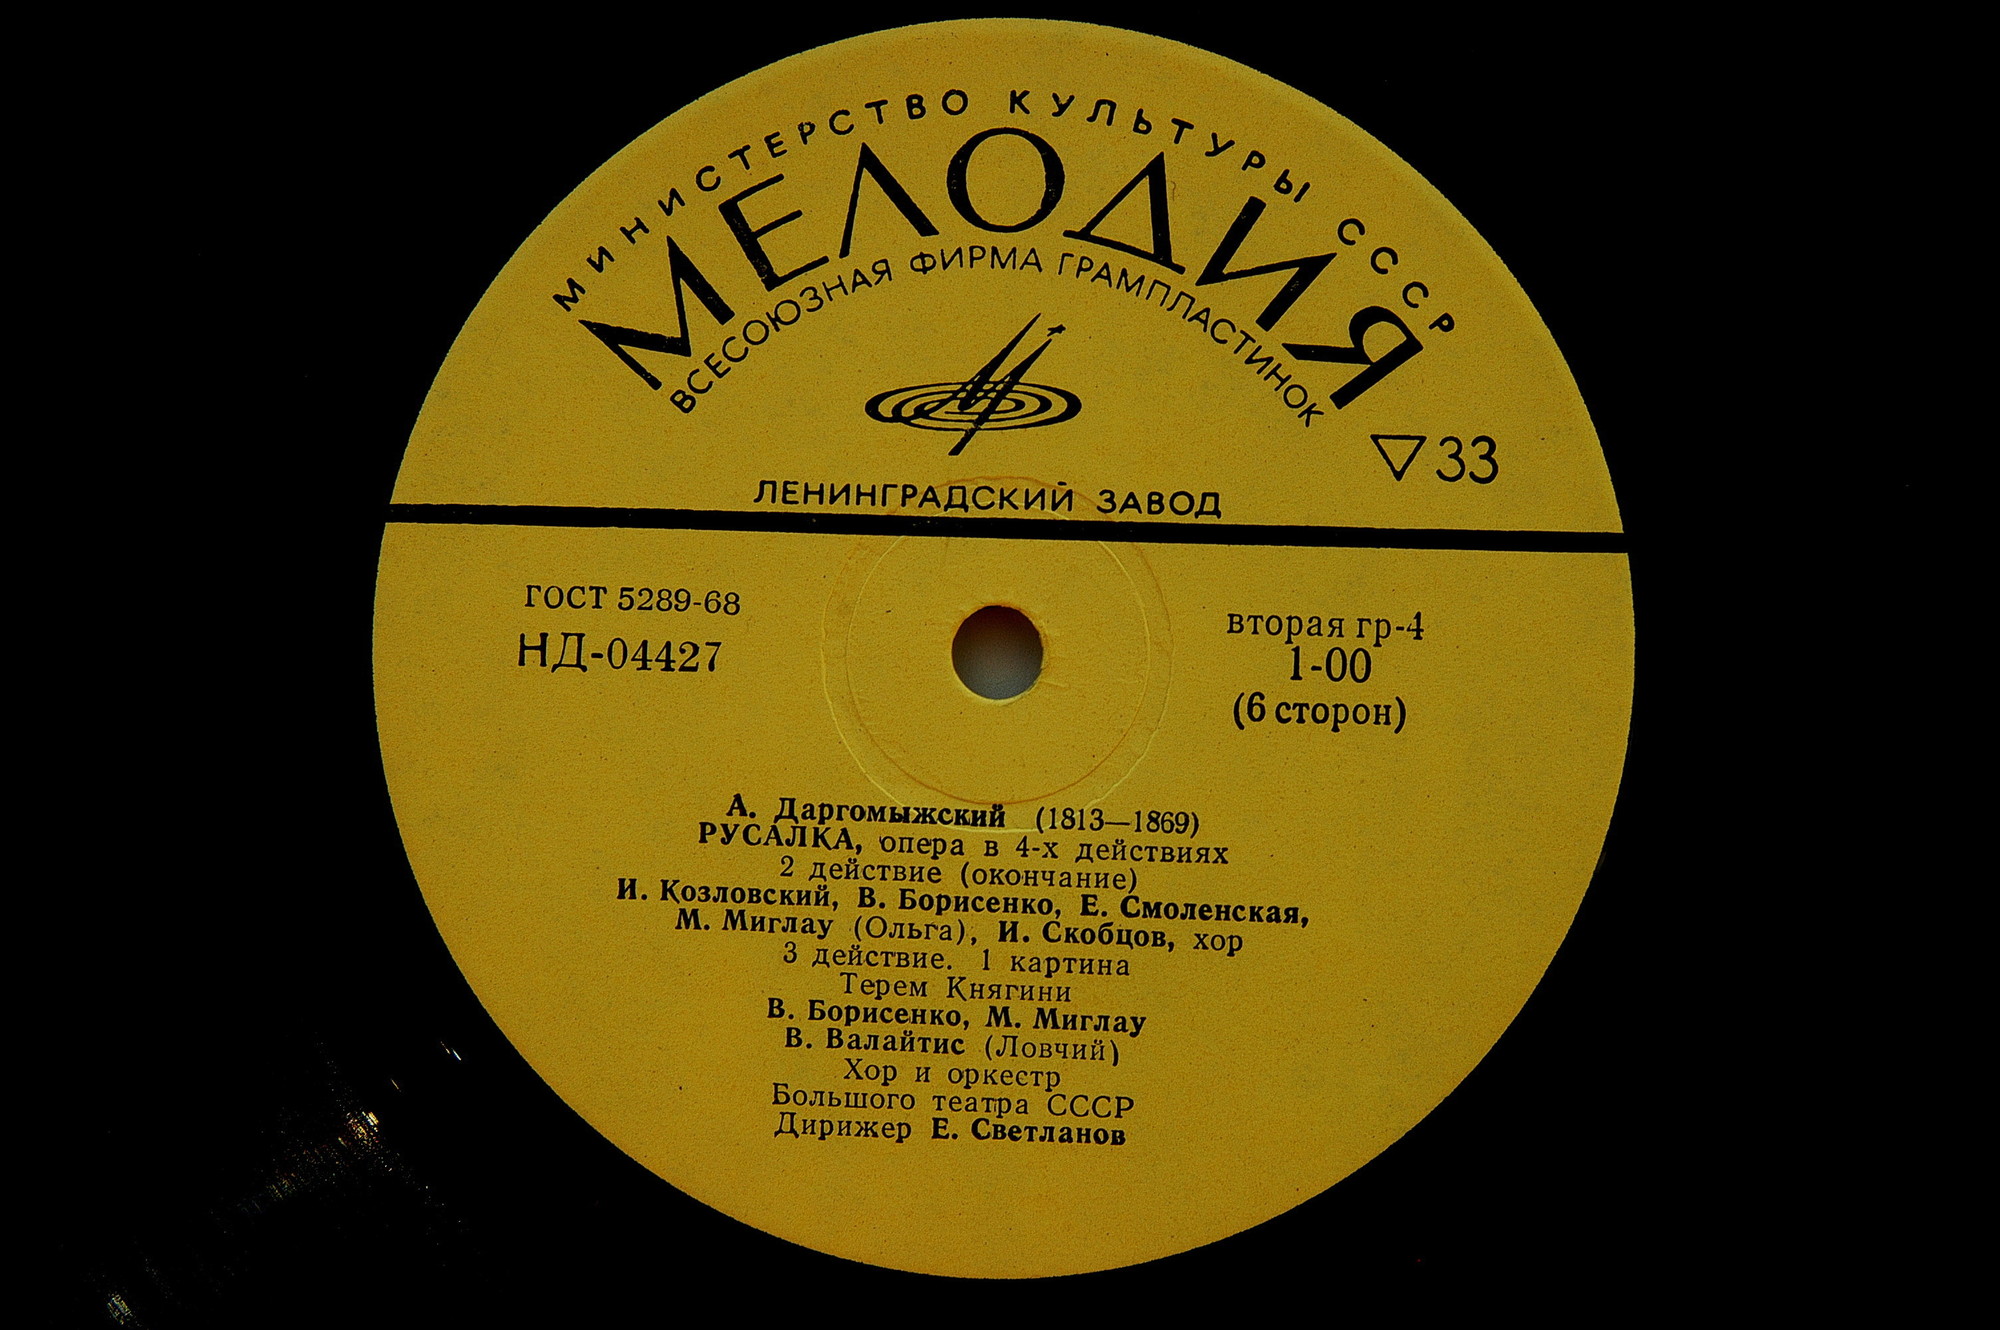 МИНИСТЕРСТВО КУЛЬТУРЫ СССР
МЕЛОДИЯ
ВСЕСОЮЗНАЯ ФИРМА ГРАМПЛАСТИНОК
33
ЛЕНИНГРАДСКИЙ ЗАВОД
ГОСТ 5289-68
НД-04427
вторая гр-4
1-00
(6 сторон)
А. Даргомыжский (1813—1869)
РУСАЛКА, опера в 4-х действиях
2 действие (окончание)
И. Козловский, В. Борисенко, Е. Смоленская,
М. Миглау (Ольга), И. Скобцов, хор
3 действие. 1 картина
Терем Княгини
В. Борисенко, М. Миглау
В. Валайтис (Ловчий)
Хор и оркестр
Большого театра СССР
Дирижер Е. Светланов